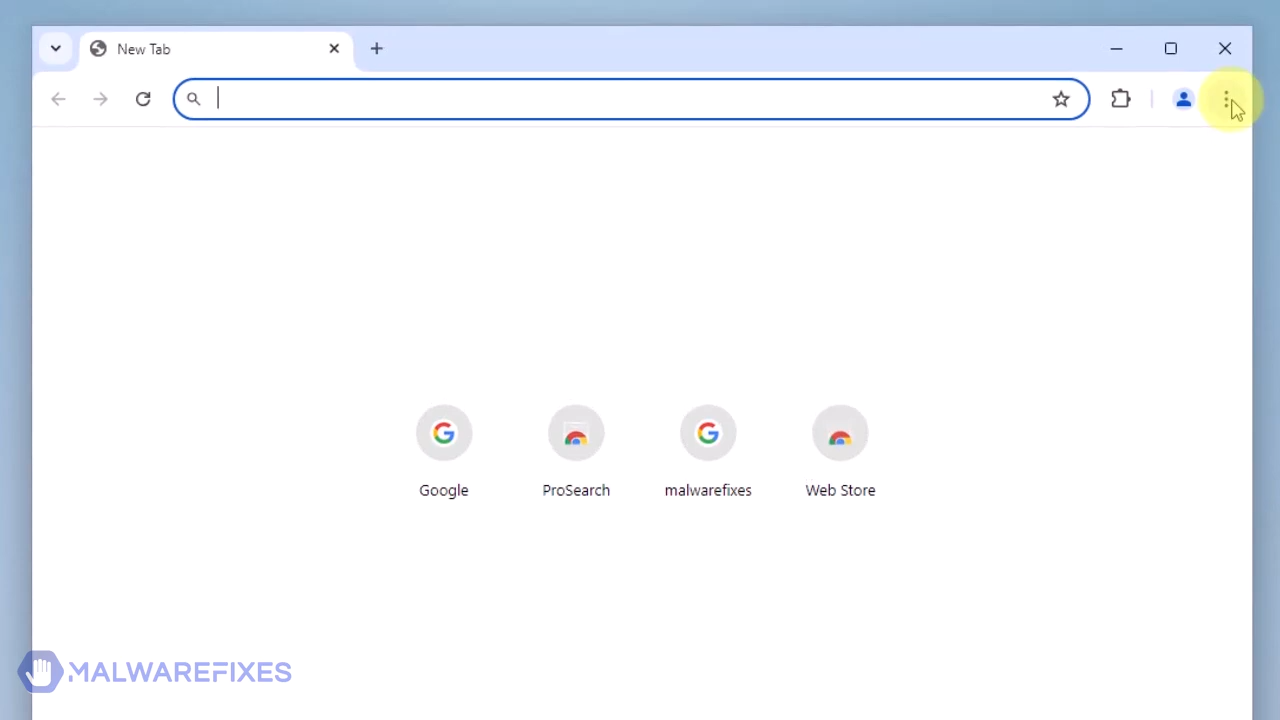 New Tab
Google
ProSearch
malwarefixes
Web Store
MALWAREFIXES